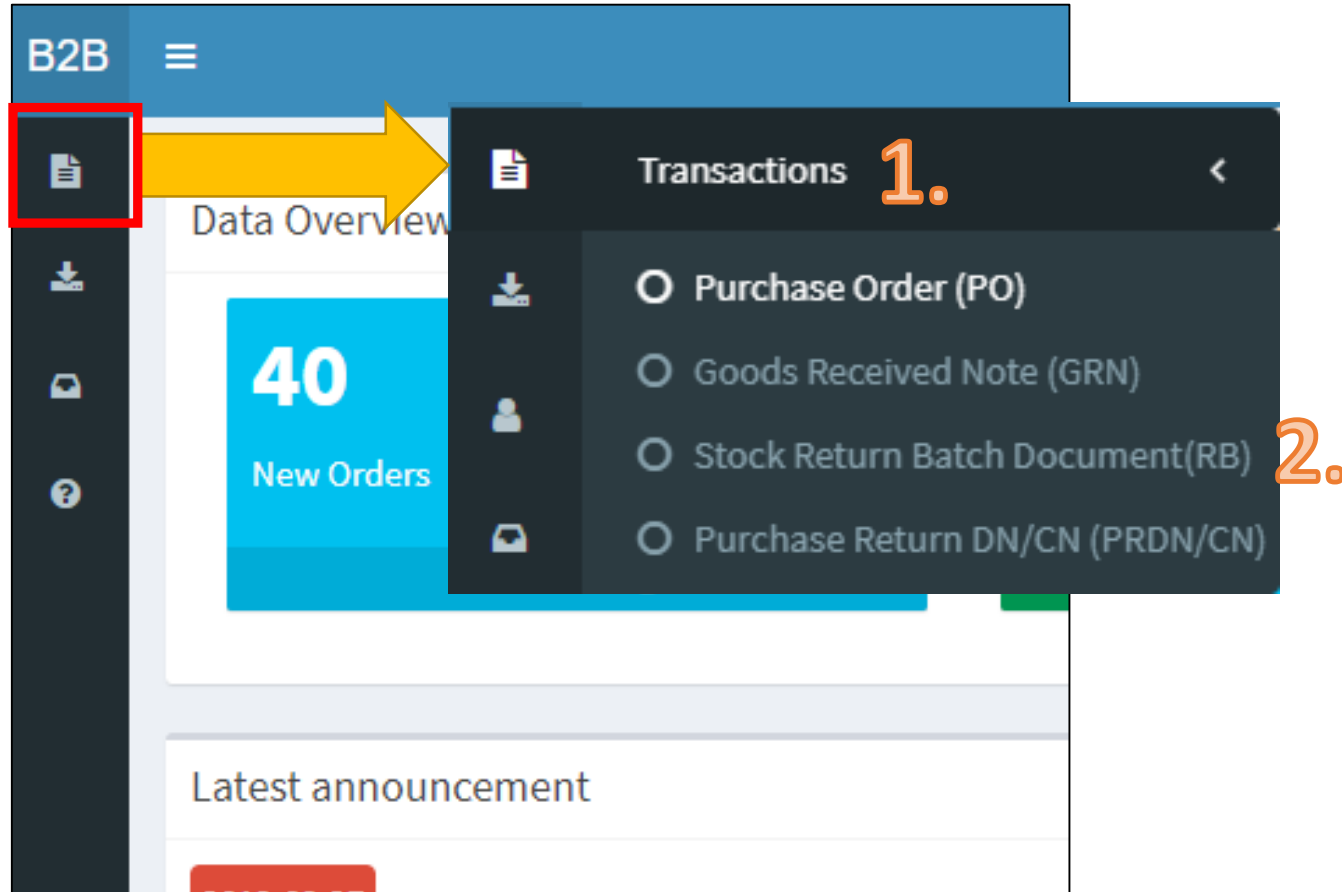 B2B
Transactions 1.
Data Overview
Purchase Order (PO)
40
Goods Received Note (GRN)
New Orders
Stock Return Batch Document(RB) 2.
Purchase Return DN/CN (PRDN/CN)
Latest announcement